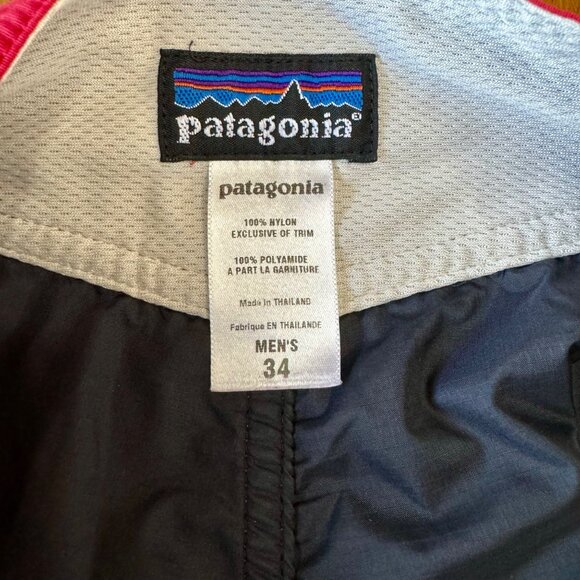 patagonia®
patagonia
100% NYLON
EXCLUSIVE OF TRIM
100% POLYAMIDE
A PART LA GARNITURE
Made in THAILAND
Fabriqué EN THAILANDE
MEN'S
34